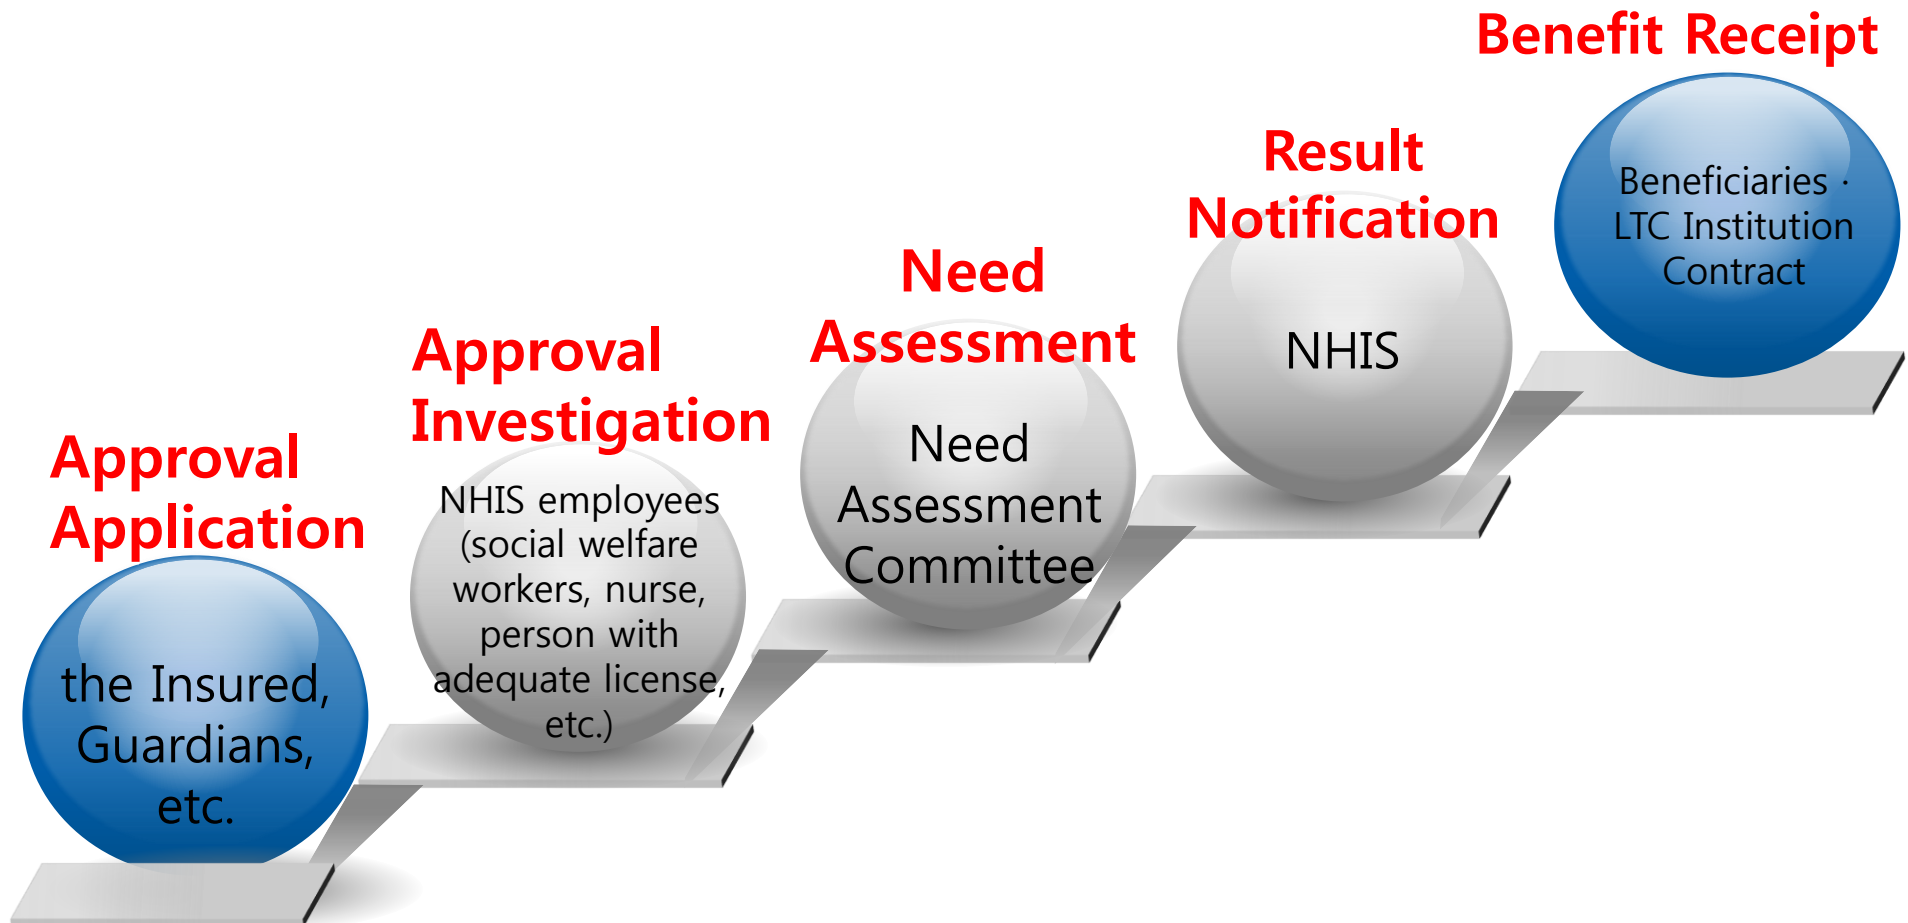 Approval
Application
the Insured,
Guardians,
etc.
Approval
Investigation
NHIS employees
(social welfare
workers, nurse,
person with
adequate license,
etc.)
Need
Assessment
Need
Assessment
Committee
Result
Notification
NHIS
Benefit Receipt
Beneficiaries ·
LTC Institution
Contract